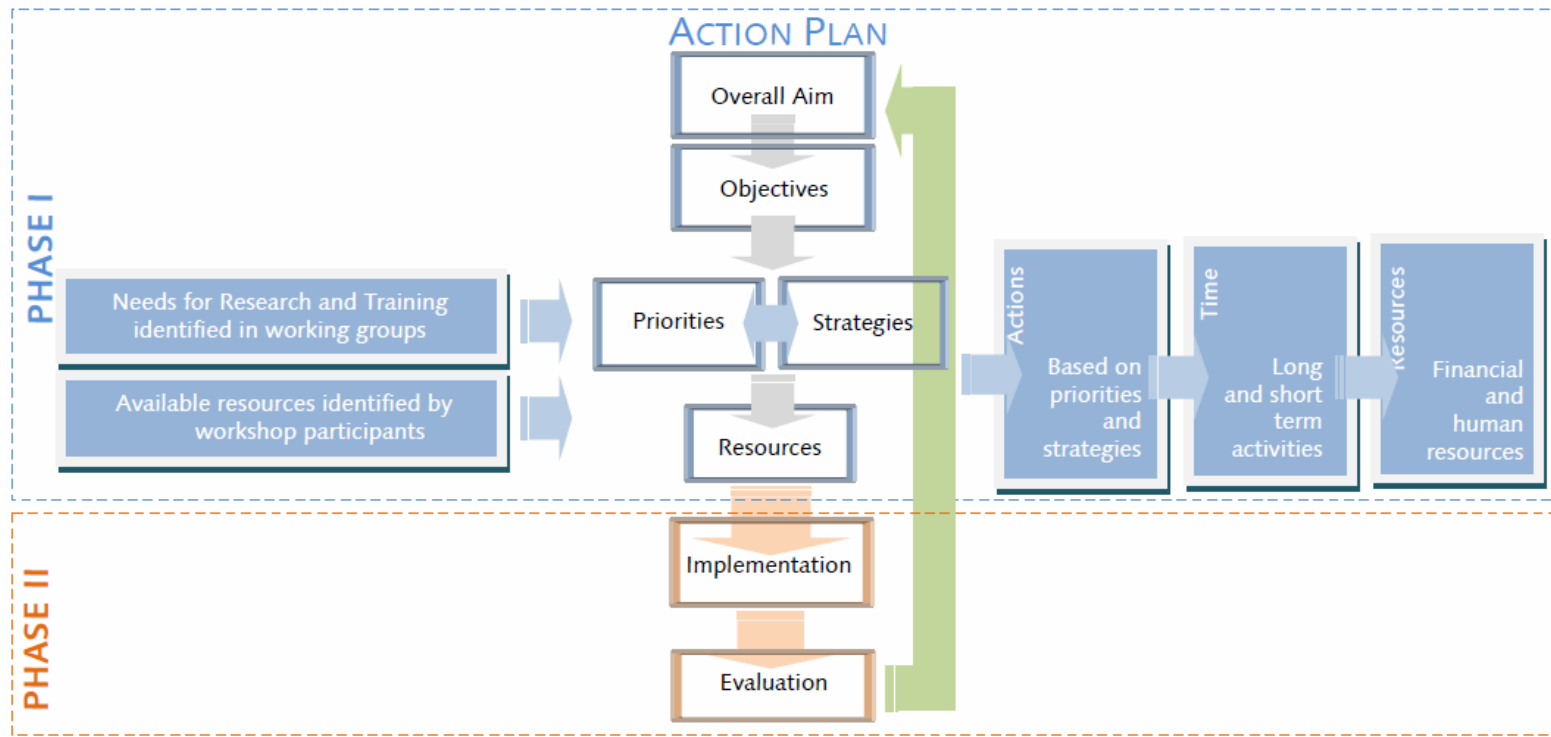 ACTION PLAN
Overall Aim
Objectives
PHASE I
Needs for Research and Training
identified in working groups
Available resources identified by
workshop participants
Priorities
Strategies
Resources
Actions
Based on
priorities
and
strategies
Time
Long
and short
term
activities
Resources
Financial
and
human
resources
PHASE II
Implementation
Evaluation